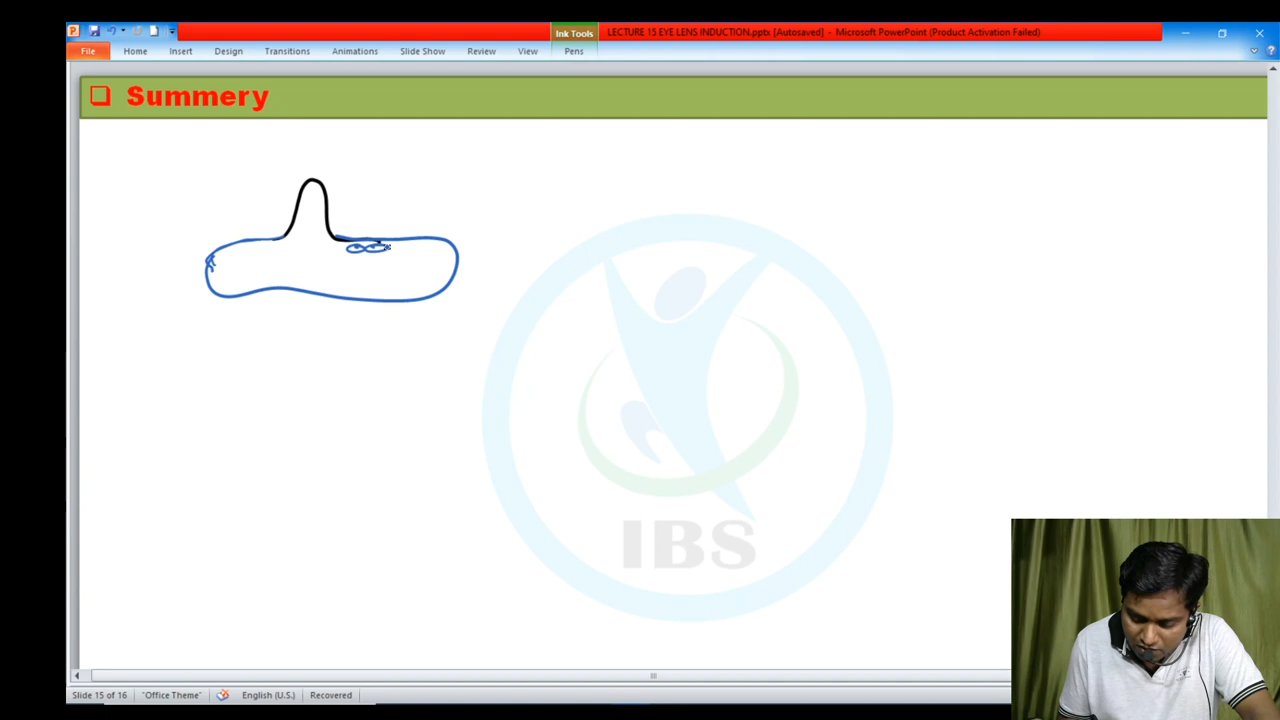 Ink Tools
LECTURE 15 EYE LENS INDUCTION.pptx [Autosaved] - Microsoft PowerPoint (Product Activation Failed)
File Home Insert Design Transitions Animations Slide Show Review View Pens
Summery
IBS
Slide 15 of 16 "Office Theme" English (U.S.) Recovered